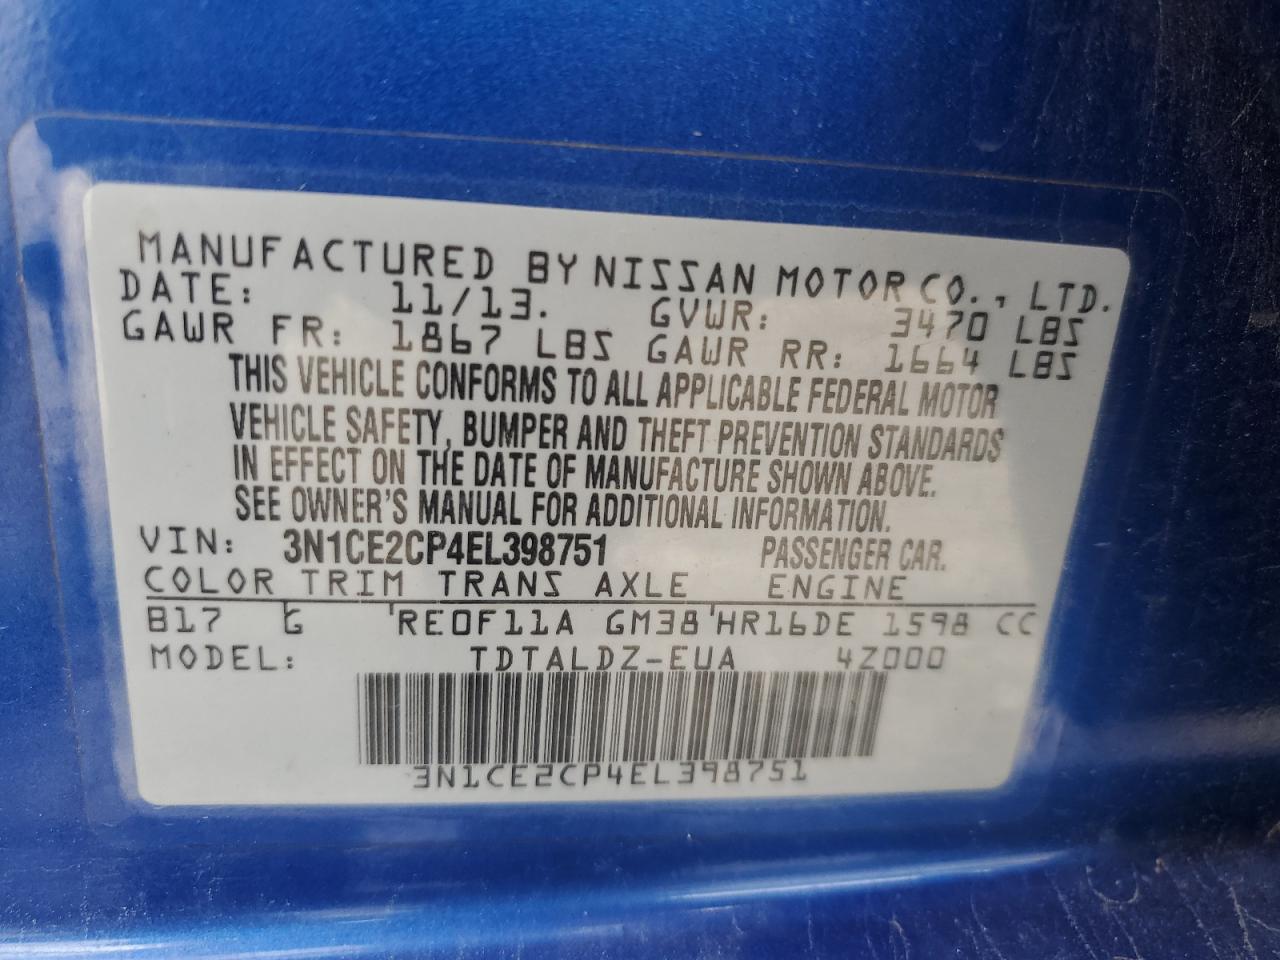 MANUFACTURED BY NISSAN MOTOR CO., LTD.
DATE: 11/13. GVWR: 3470 LBS
GAWR FR: 1867 LBS GAWR RR: 1664 LBS
THIS VEHICLE CONFORMS TO ALL APPLICABLE FEDERAL MOTOR
VEHICLE SAFETY, BUMPER AND THEFT PREVENTION STANDARDS
IN EFFECT ON THE DATE OF MANUFACTURE SHOWN ABOVE.
SEE OWNER'S MANUAL FOR ADDITIONAL INFORMATION.
VIN: 3N1CE2CP4EL398751 PASSENGER CAR.
COLOR TRIM TRANS AXLE ENGINE
B17 G 'RE0F11A GM38'HR16DE 1598 CC
MODEL: TDTALDZ-EUA 4Z000
3N1CE2CP4EL398751